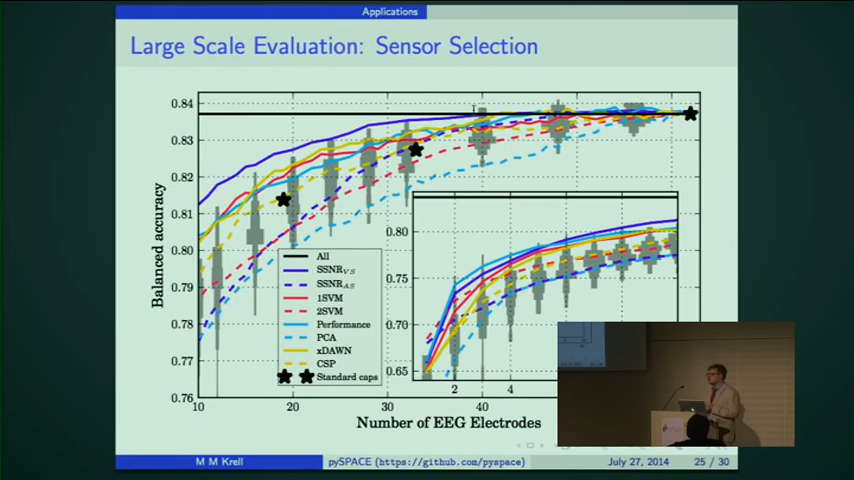 Applications
Large Scale Evaluation: Sensor Selection
0.84
0.83
0.82
0.81
0.80
0.79
0.78
0.77
0.76
Balanced accuracy
10
20
30
40
Number of EEG Electrodes
All
SSNR_VS
SSNR_AS
1SVM
2SVM
Performance
PCA
xDAWN
CSP
Standard caps
0.80
0.75
0.70
0.65
2
4
M M Krell
pySPACE (https://github.com/pyspace)
July 27, 2014
25 / 30